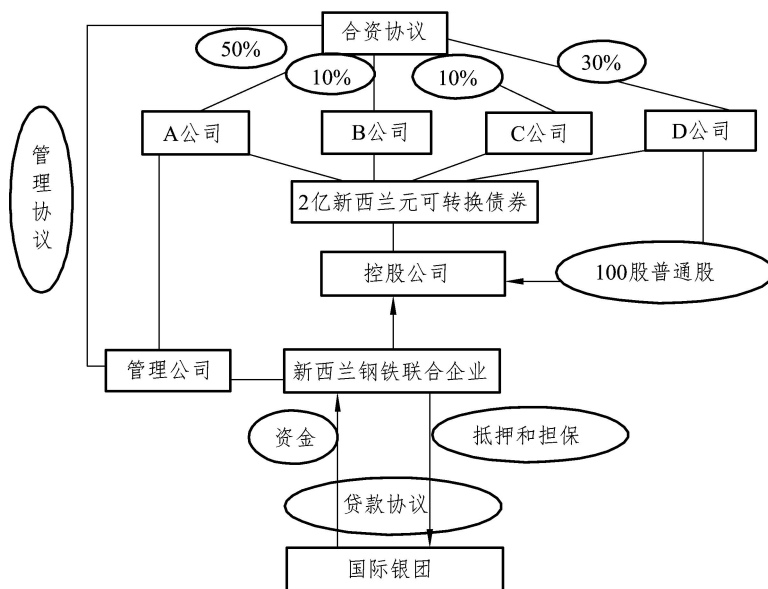 合资协议
50%
10%
10%
30%
A公司
B公司
C公司
D公司
管理协议
2亿新西兰元可转换债券
控股公司
100股普通股
管理公司
新西兰钢铁联合企业
资金
抵押和担保
贷款协议
国际银团